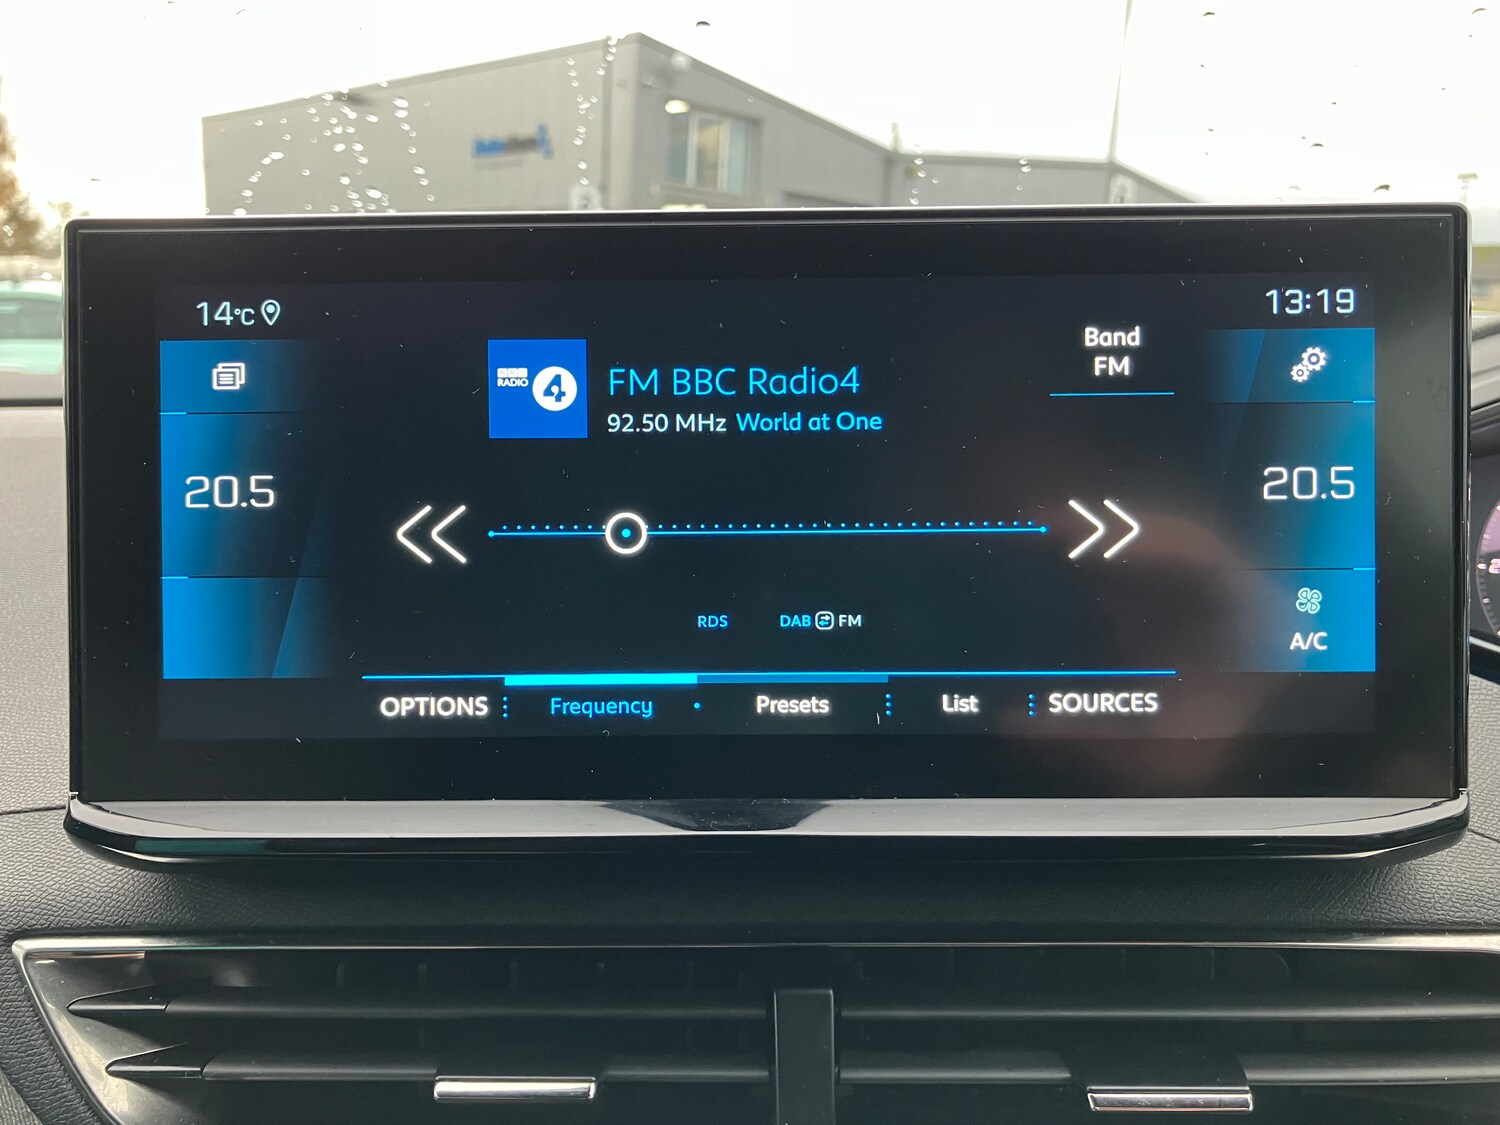 14°C
13:19
BBC
RADIO
4
FM BBC Radio4
92.50 MHz World at One
Band
FM
20.5
20.5
RDS
DAB FM
A/C
OPTIONS
Frequency
Presets
List
SOURCES